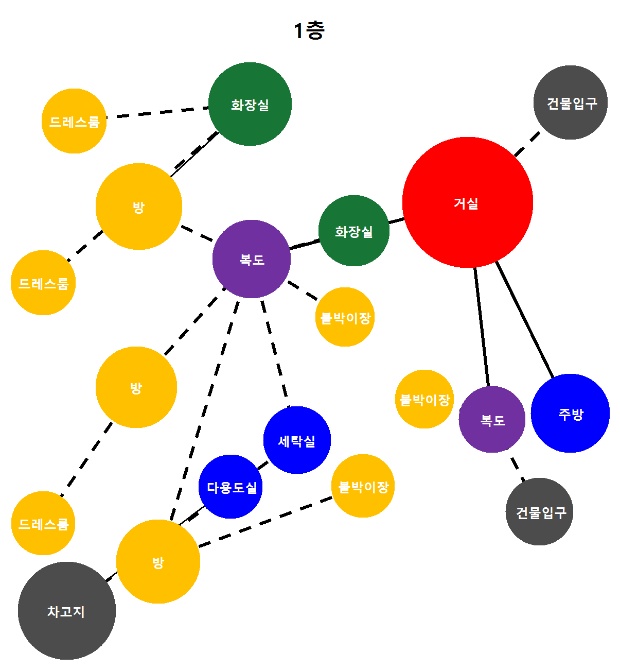 1층
화장실
건물입구
드레스룸
방
거실
화장실
복도
드레스룸
붙박이장
방
붙박이장
주방
복도
세탁실
다용도실
붙박이장
건물입구
드레스룸
방
차고지